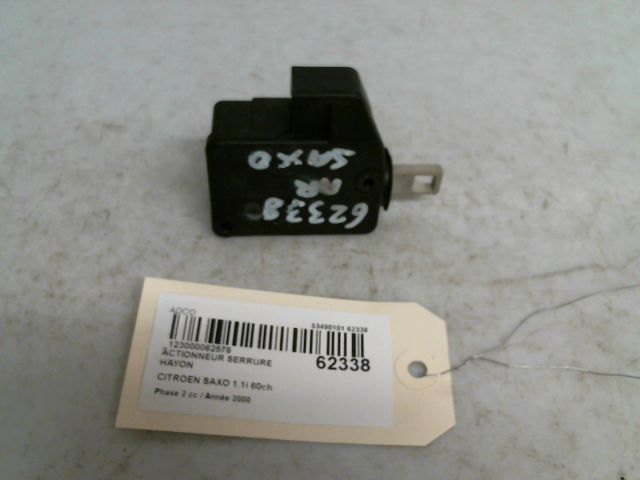 SAXO
AR
62338
ADCO
53490101 62338
123000062576
ACTIONNEUR SERRURE
HAYON
62338
CITROEN SAXO 1.1i 60ch
Phase 2 cc / Année 2000